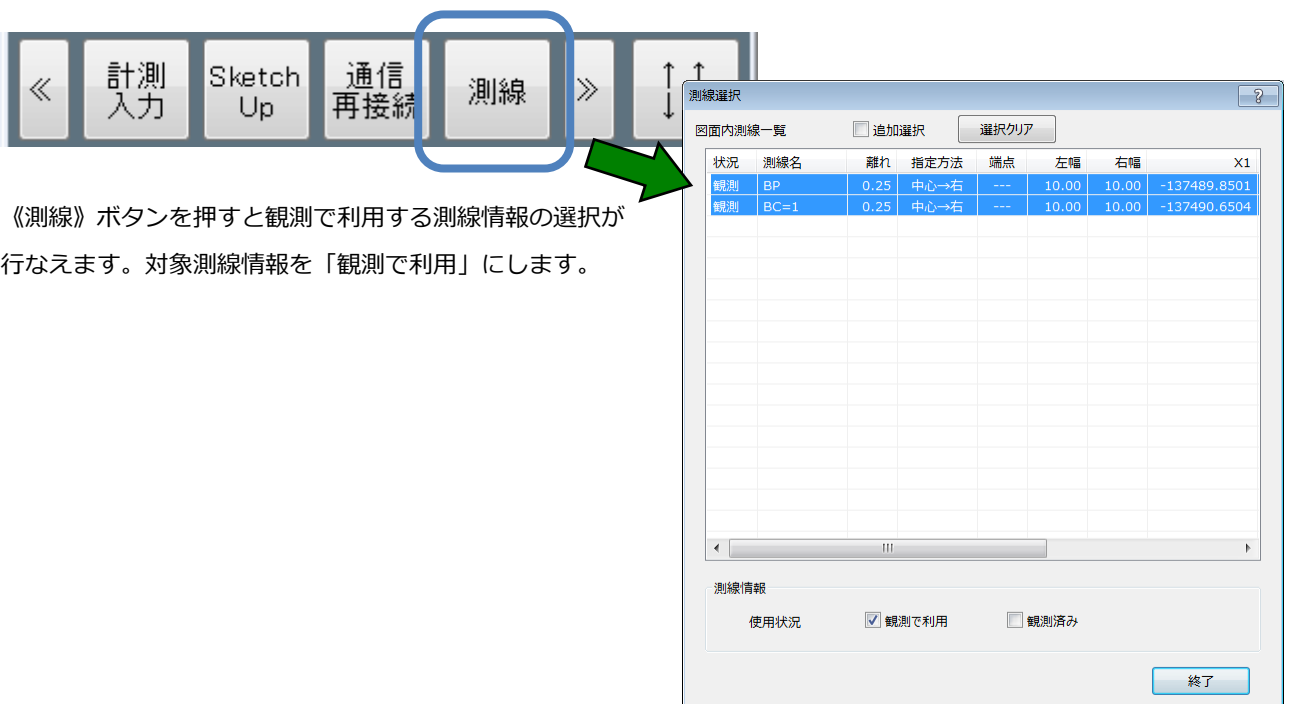 ≪ 計測 Sketch 通信 測線 ≫ ↑ ↑
入力 Up 再接続 ↓
《測線》ボタンを押すと観測で利用する測線情報の選択が
行なえます。対象測線情報を「観測で利用」にします。
測線選択 ?
図面内測線一覧 追加選択 選択クリア
状況 測線名 離れ 指定方法 端点 左幅 右幅 X1
観測 BP 0.25 中心→右 --- 10.00 10.00 -137489.8501
観測 BC=1 0.25 中心→右 --- 10.00 10.00 -137490.6504
測線情報
使用状況 観測で利用 観測済み
終了